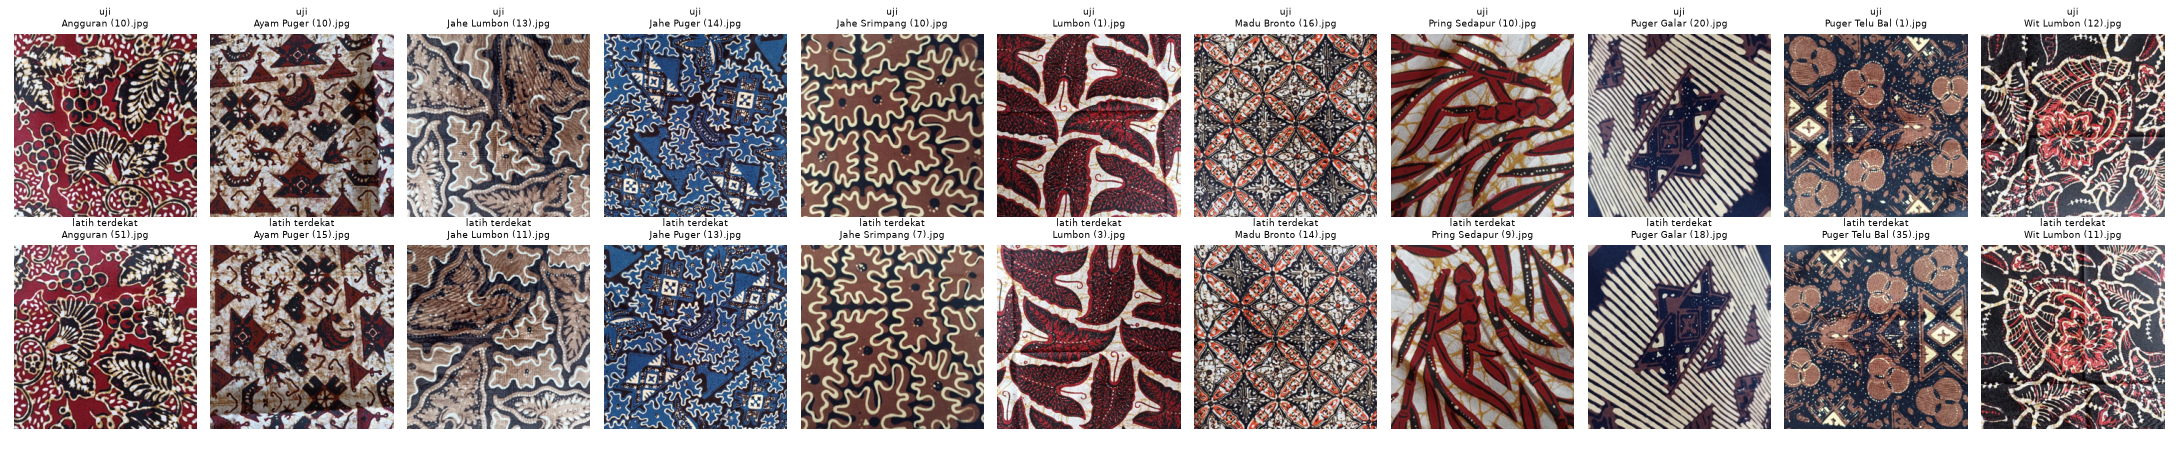 uji
Angguran (10).jpg
uji
Ayam Puger (10).jpg
uji
Jahe Lumbon (13).jpg
uji
Jahe Puger (14).jpg
uji
Jahe Srimpang (10).jpg
uji
Lumbon (1).jpg
uji
Madu Bronto (16).jpg
uji
Pring Sedapur (10).jpg
uji
Puger Galar (20).jpg
uji
Puger Telu Bal (1).jpg
uji
Wit Lumbon (12).jpg
latih terdekat
Angguran (51).jpg
latih terdekat
Ayam Puger (15).jpg
latih terdekat
Jahe Lumbon (11).jpg
latih terdekat
Jahe Puger (13).jpg
latih terdekat
Jahe Srimpang (7).jpg
latih terdekat
Lumbon (3).jpg
latih terdekat
Madu Bronto (14).jpg
latih terdekat
Pring Sedapur (9).jpg
latih terdekat
Puger Galar (18).jpg
latih terdekat
Puger Telu Bal (35).jpg
latih terdekat
Wit Lumbon (11).jpg